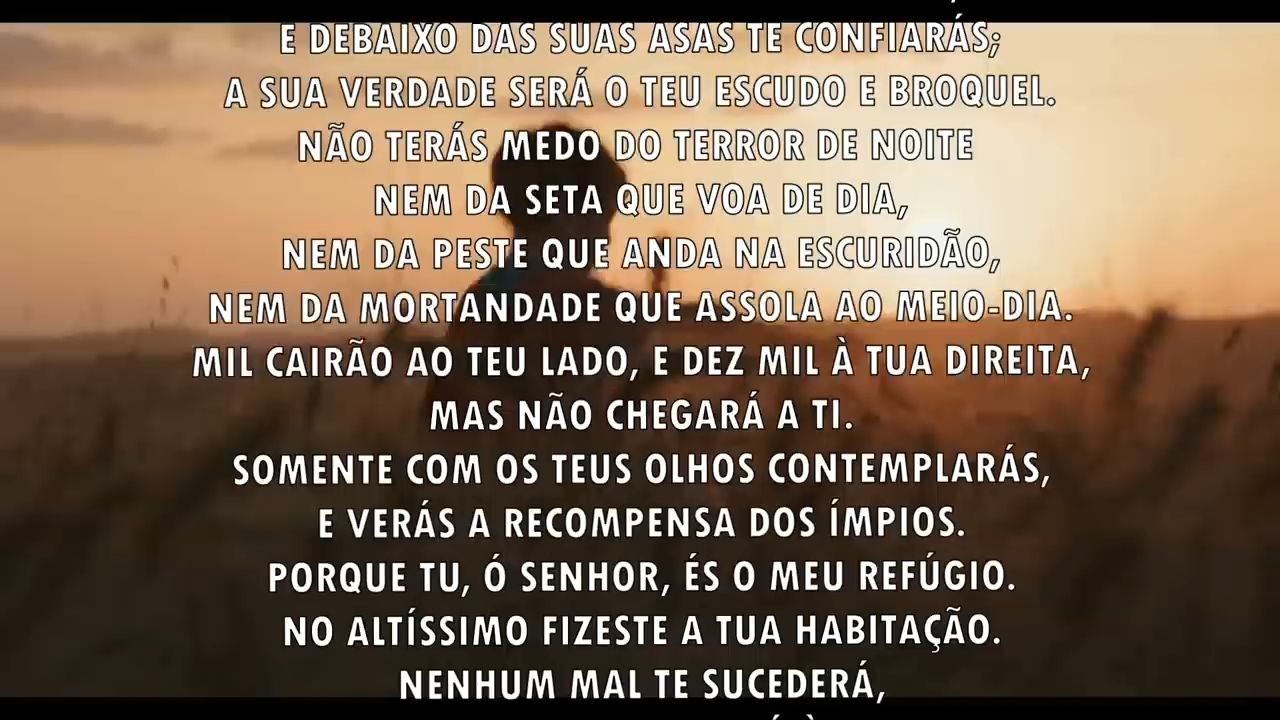 E DEBAIXO DAS SUAS ASAS TE CONFIARÁS;
A SUA VERDADE SERÁ O TEU ESCUDO E BROQUEL.
NÃO TERÁS MEDO DO TERROR DE NOITE
NEM DA SETA QUE VOA DE DIA,
NEM DA PESTE QUE ANDA NA ESCURIDÃO,
NEM DA MORTANDADE QUE ASSOLA AO MEIO-DIA.
MIL CAIRÃO AO TEU LADO, E DEZ MIL À TUA DIREITA,
MAS NÃO CHEGARÁ A TI.
SOMENTE COM OS TEUS OLHOS CONTEMPLARÁS,
E VERÁS A RECOMPENSA DOS ÍMPIOS.
PORQUE TU, Ó SENHOR, ÉS O MEU REFÚGIO.
NO ALTÍSSIMO FIZESTE A TUA HABITAÇÃO.
NENHUM MAL TE SUCEDERÁ,